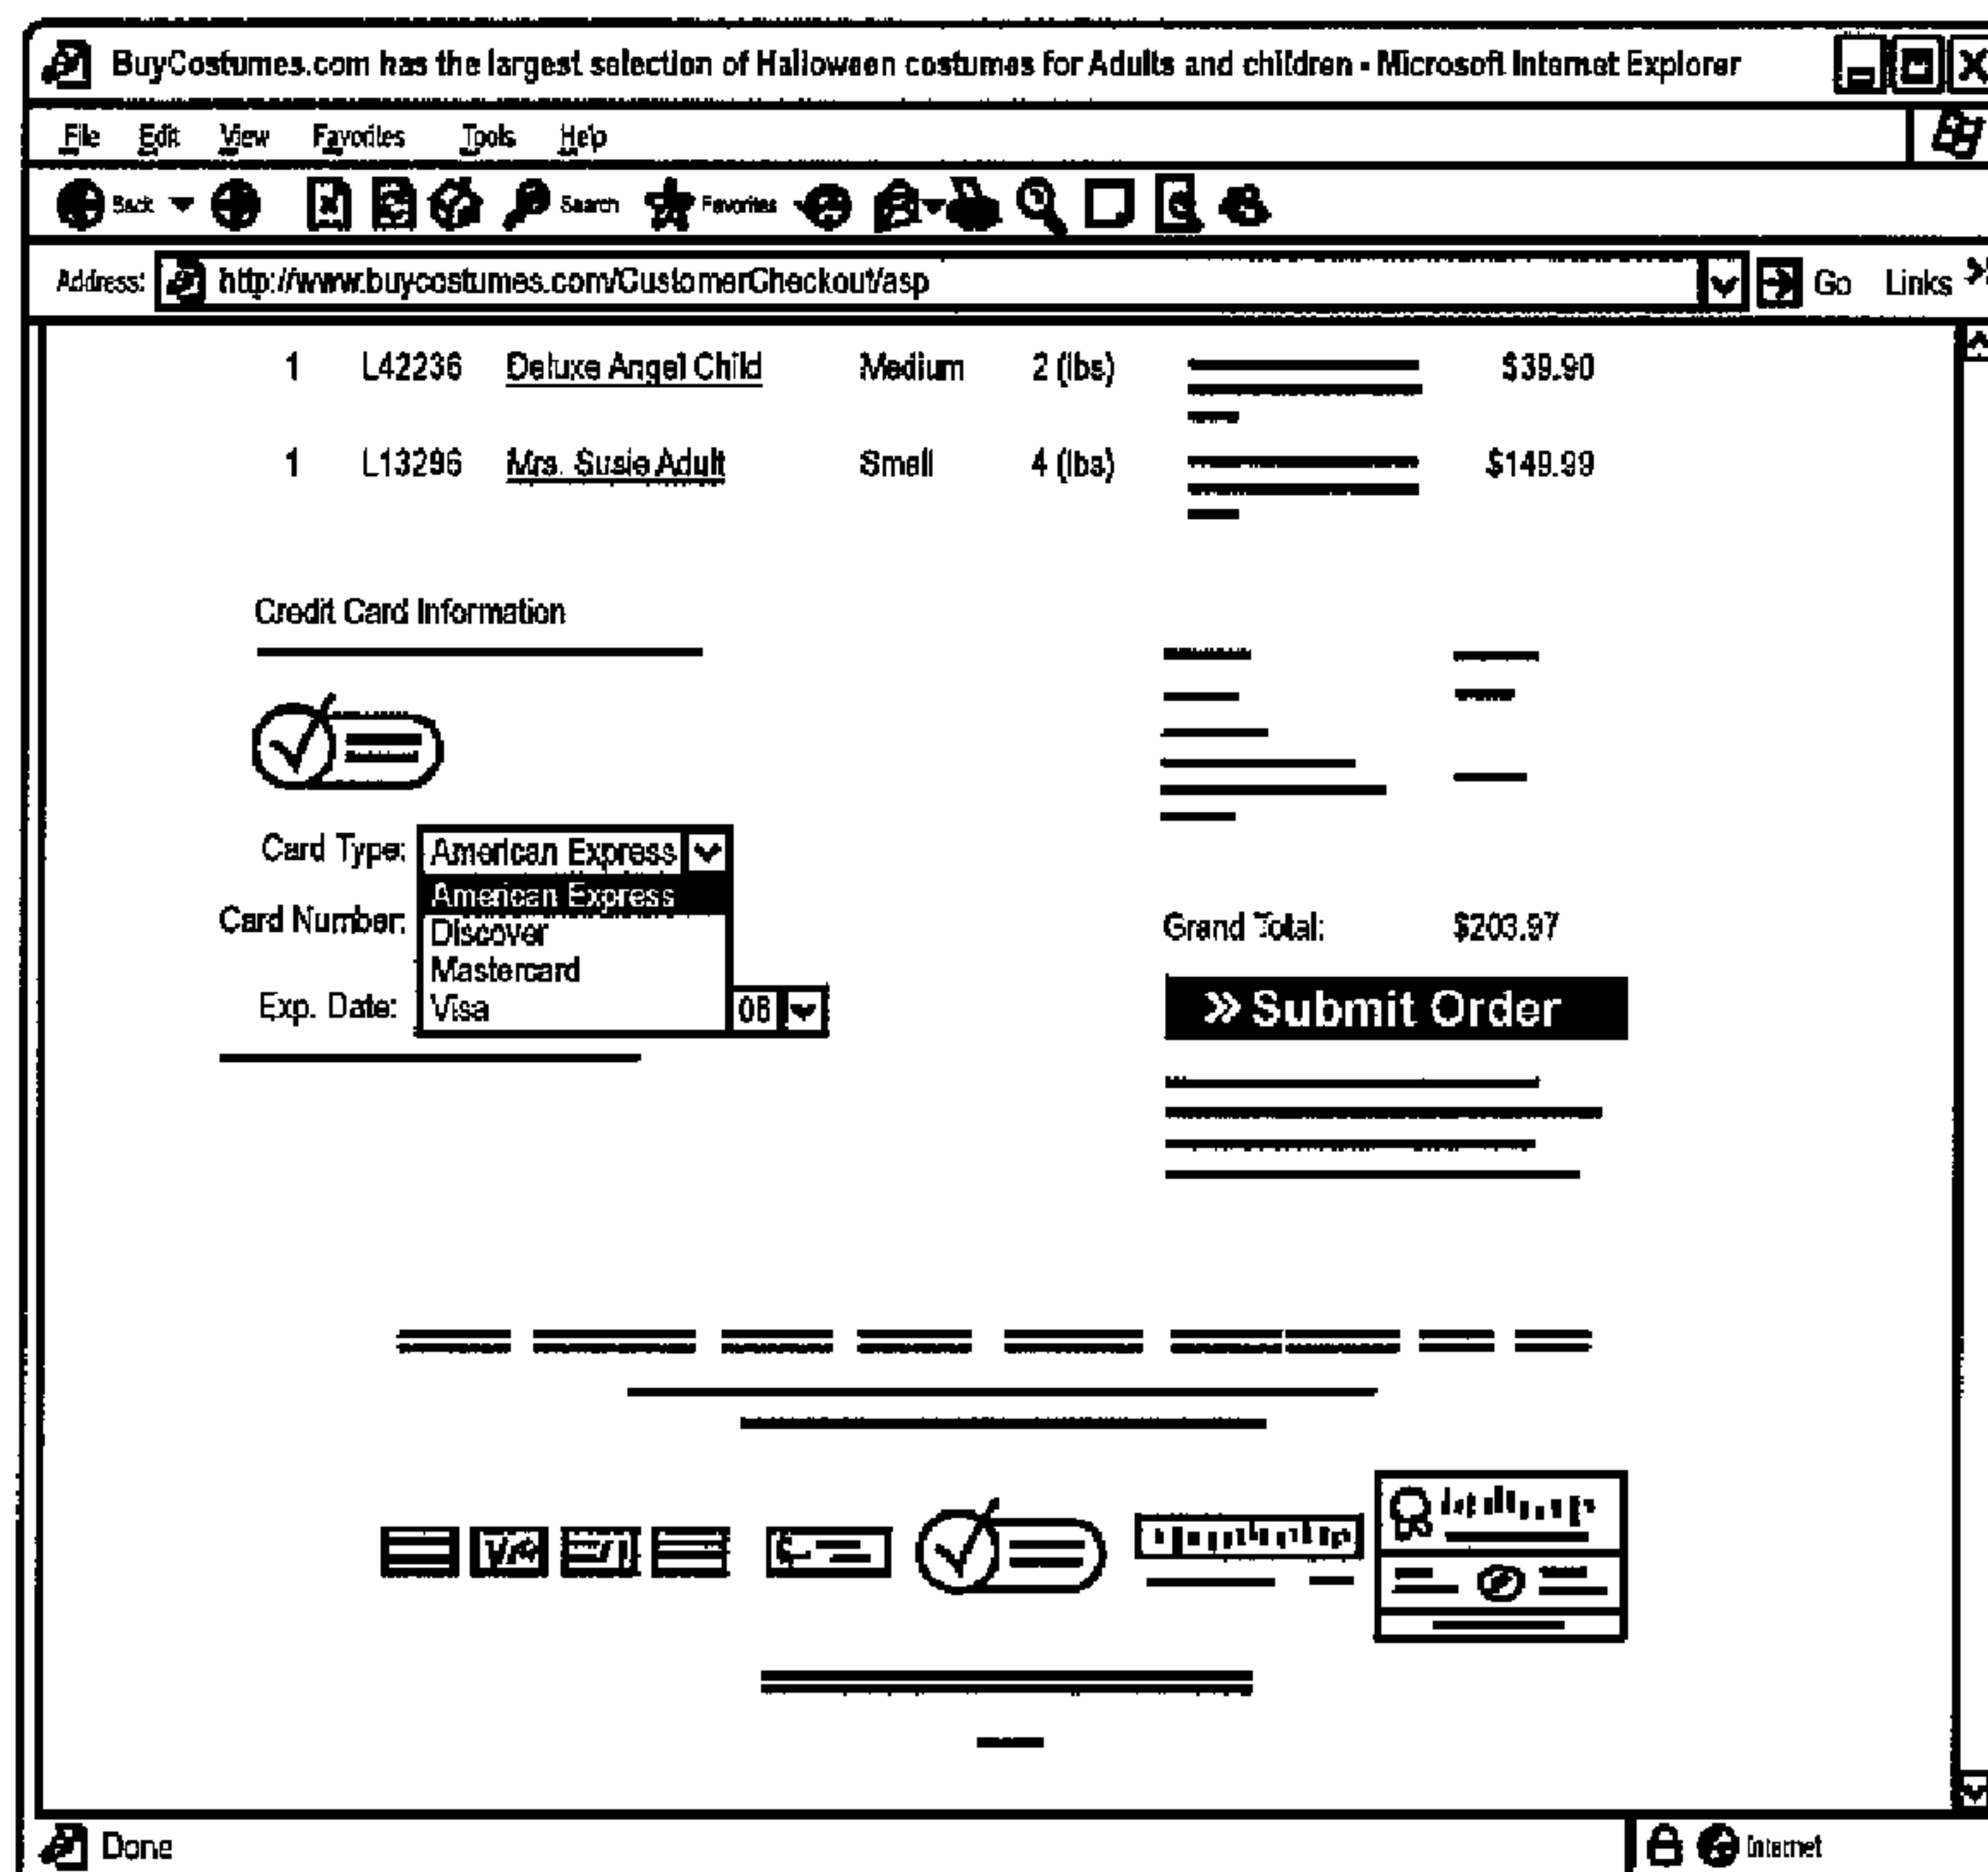 BuyCostumes.com has the largest selection of Halloween costumes for Adults and children - Microsoft Internet Explorer
File Edit View Favorites Tools Help
Back Search Favorites
Address: http://www.buycostumes.com/CustomerCheckout/asp Go Links
1 L42236 Deluxe Angel Child Medium 2 (lbs) $39.90
1 L13296 Mrs. Susie Adult Small 4 (lbs) $149.99
Credit Card Information
Card Type: American Express
American Express
Card Number: Grand Total: $203.97
Discover
Mastercard
Exp. Date: Visa 08 » Submit Order
Done Internet